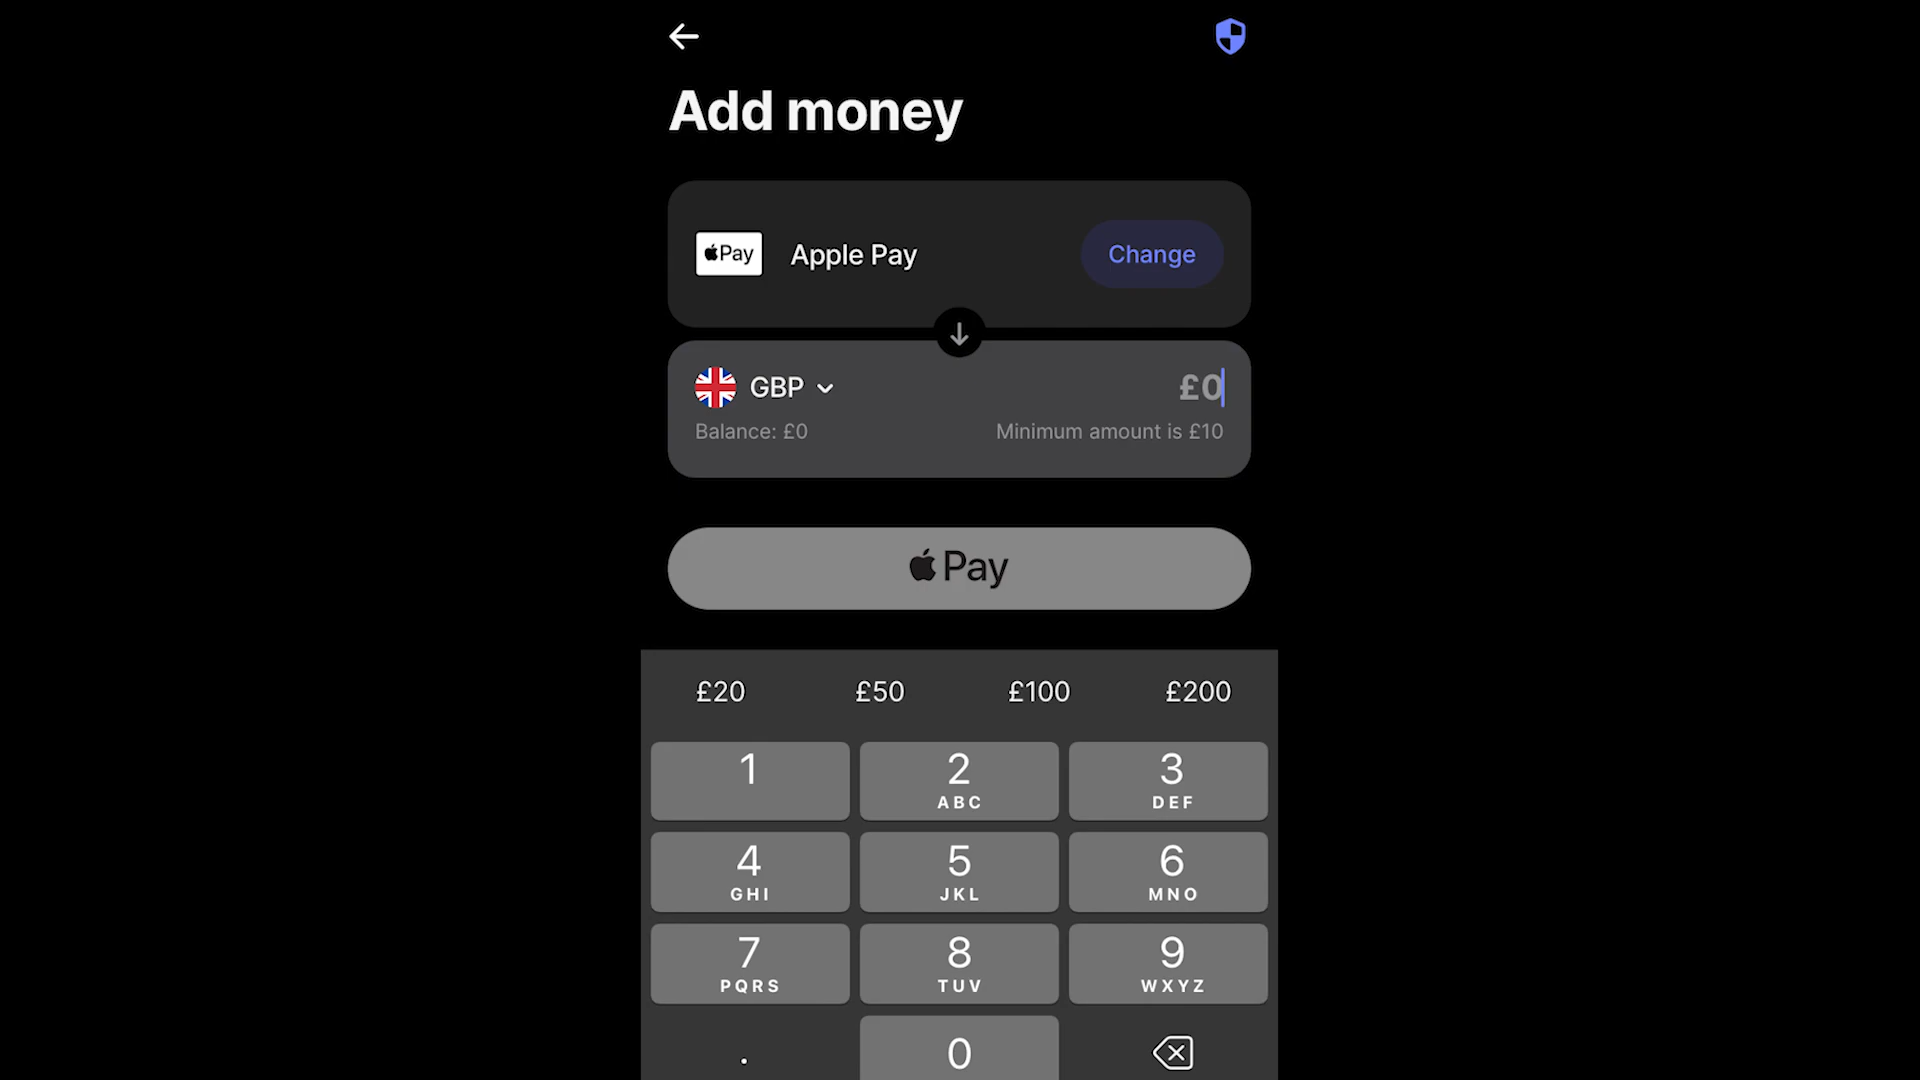 Add money
Pay Apple Pay Change
GBP £0
Balance: £0 Minimum amount is £10
Pay
£20 £50 £100 £200
1 2 3
ABC DEF
4 5 6
GHI JKL MNO
7 8 9
PQRS TUV WXYZ
. 0